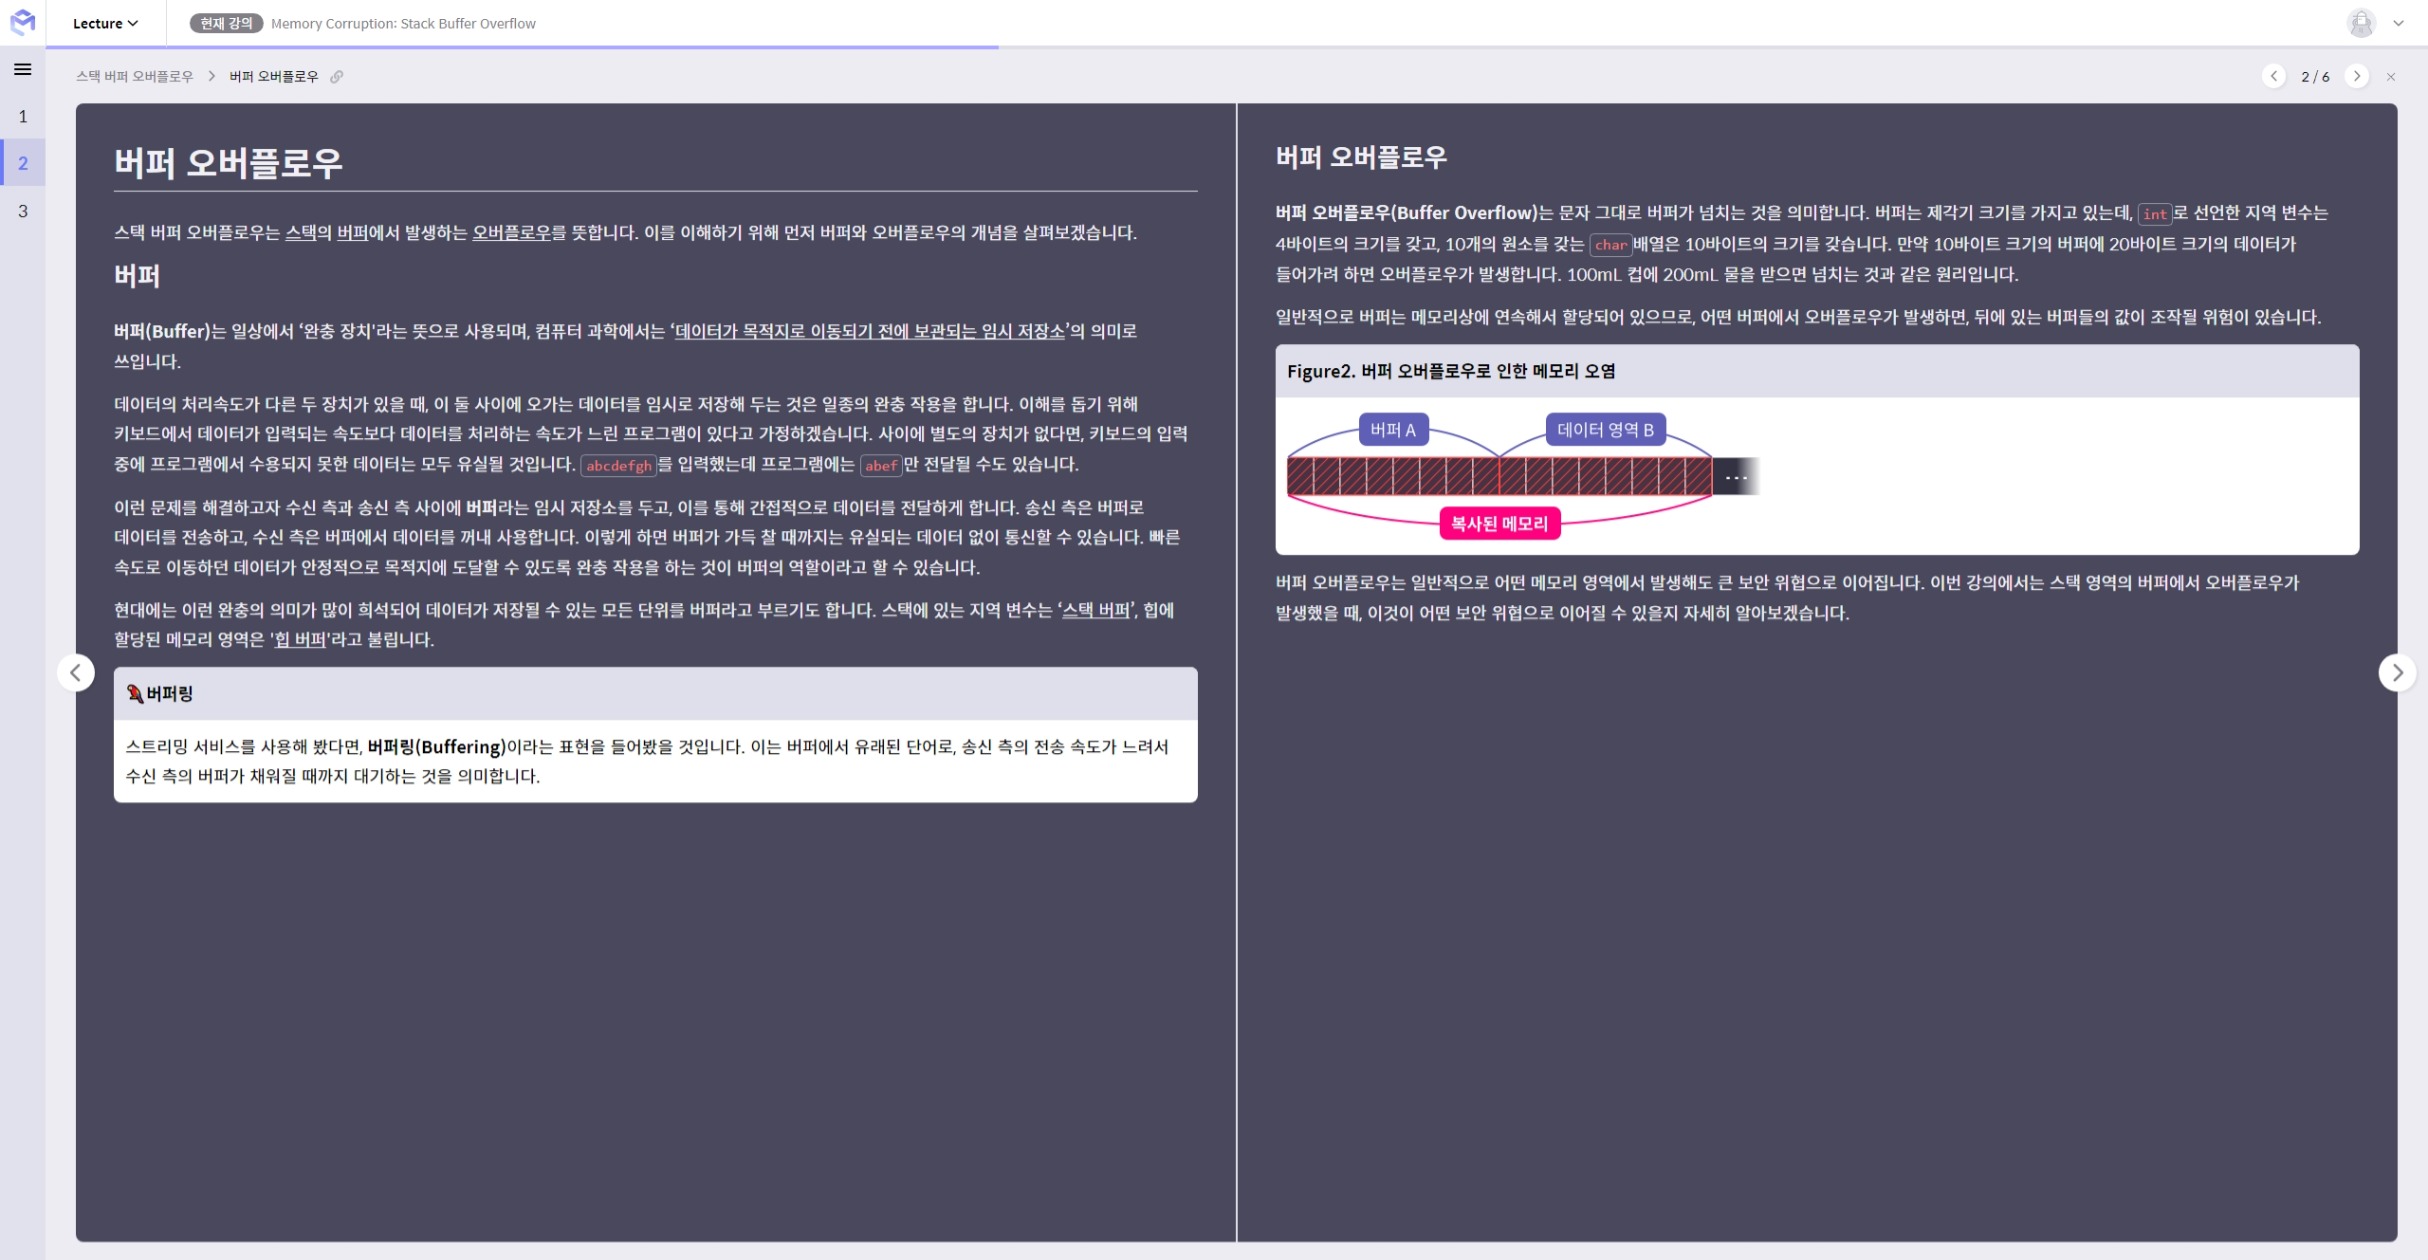 Lecture
현재 강의 Memory Corruption: Stack Buffer Overflow
스택 버퍼 오버플로우 > 버퍼 오버플로우
2 / 6
1
2
3
버퍼 오버플로우
스택 버퍼 오버플로우는 스택의 버퍼에서 발생하는 오버플로우를 뜻합니다. 이를 이해하기 위해 먼저 버퍼와 오버플로우의 개념을 살펴보겠습니다.
버퍼
버퍼(Buffer)는 일상에서 ‘완충 장치'라는 뜻으로 사용되며, 컴퓨터 과학에서는 ‘데이터가 목적지로 이동되기 전에 보관되는 임시 저장소’의 의미로
쓰입니다.
데이터의 처리속도가 다른 두 장치가 있을 때, 이 둘 사이에 오가는 데이터를 임시로 저장해 두는 것은 일종의 완충 작용을 합니다. 이해를 돕기 위해
키보드에서 데이터가 입력되는 속도보다 데이터를 처리하는 속도가 느린 프로그램이 있다고 가정하겠습니다. 사이에 별도의 장치가 없다면, 키보드의 입력
중에 프로그램에서 수용되지 못한 데이터는 모두 유실될 것입니다. abcdefgh를 입력했는데 프로그램에는 abef만 전달될 수도 있습니다.
이런 문제를 해결하고자 수신 측과 송신 측 사이에 버퍼라는 임시 저장소를 두고, 이를 통해 간접적으로 데이터를 전달하게 합니다. 송신 측은 버퍼로
데이터를 전송하고, 수신 측은 버퍼에서 데이터를 꺼내 사용합니다. 이렇게 하면 버퍼가 가득 찰 때까지는 유실되는 데이터 없이 통신할 수 있습니다. 빠른
속도로 이동하던 데이터가 안정적으로 목적지에 도달할 수 있도록 완충 작용을 하는 것이 버퍼의 역할이라고 할 수 있습니다.
현대에는 이런 완충의 의미가 많이 희석되어 데이터가 저장될 수 있는 모든 단위를 버퍼라고 부르기도 합니다. 스택에 있는 지역 변수는 ‘스택 버퍼’, 힙에
할당된 메모리 영역은 '힙 버퍼'라고 불립니다.
버퍼링
스트리밍 서비스를 사용해 봤다면, 버퍼링(Buffering)이라는 표현을 들어봤을 것입니다. 이는 버퍼에서 유래된 단어로, 송신 측의 전송 속도가 느려서
수신 측의 버퍼가 채워질 때까지 대기하는 것을 의미합니다.
버퍼 오버플로우
버퍼 오버플로우(Buffer Overflow)는 문자 그대로 버퍼가 넘치는 것을 의미합니다. 버퍼는 제각기 크기를 가지고 있는데, int로 선언한 지역 변수는
4바이트의 크기를 갖고, 10개의 원소를 갖는 char배열은 10바이트의 크기를 갖습니다. 만약 10바이트 크기의 버퍼에 20바이트 크기의 데이터가
들어가려 하면 오버플로우가 발생합니다. 100mL 컵에 200mL 물을 받으면 넘치는 것과 같은 원리입니다.
일반적으로 버퍼는 메모리상에 연속해서 할당되어 있으므로, 어떤 버퍼에서 오버플로우가 발생하면, 뒤에 있는 버퍼들의 값이 조작될 위험이 있습니다.
Figure2. 버퍼 오버플로우로 인한 메모리 오염
버퍼 A 데이터 영역 B
...
복사된 메모리
버퍼 오버플로우는 일반적으로 어떤 메모리 영역에서 발생해도 큰 보안 위협으로 이어집니다. 이번 강의에서는 스택 영역의 버퍼에서 오버플로우가
발생했을 때, 이것이 어떤 보안 위협으로 이어질 수 있을지 자세히 알아보겠습니다.